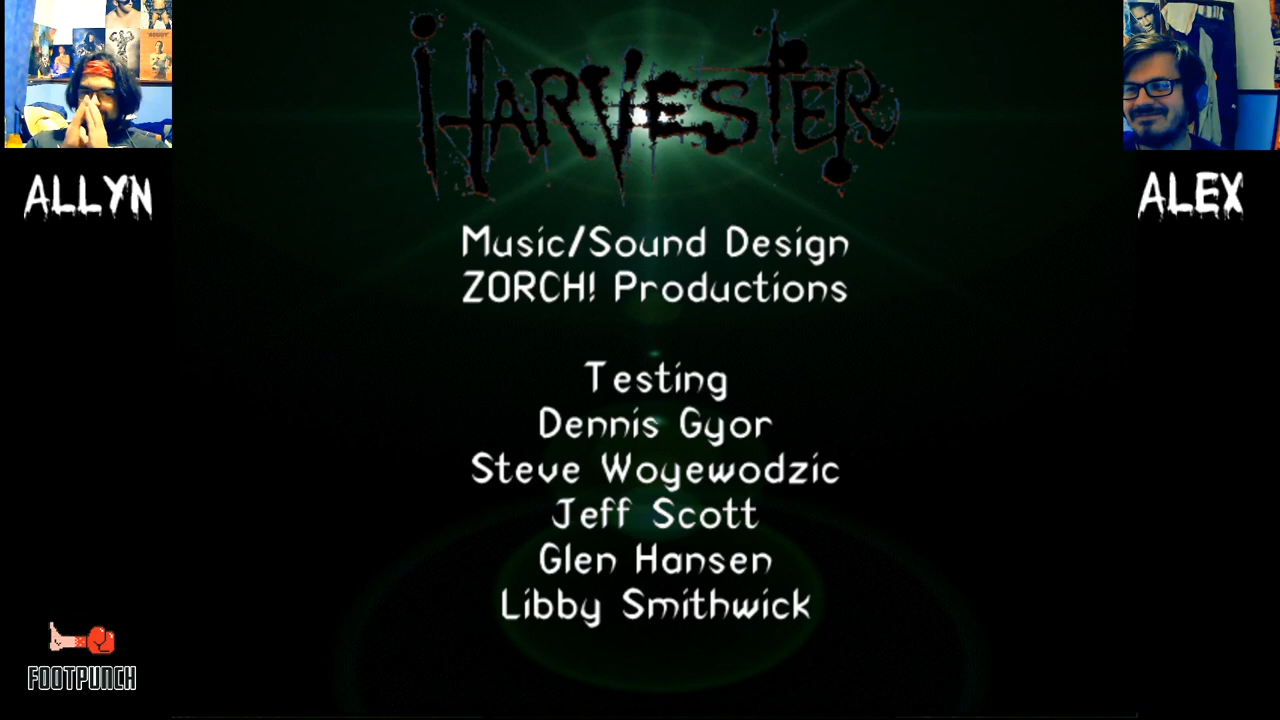 HARVESTER
ALLYN
ALEX
Music/Sound Design
ZORCH! Productions
Testing
Dennis Gyor
Steve Woyewodzic
Jeff Scott
Glen Hansen
Libby Smithwick
FOOTPUNCH